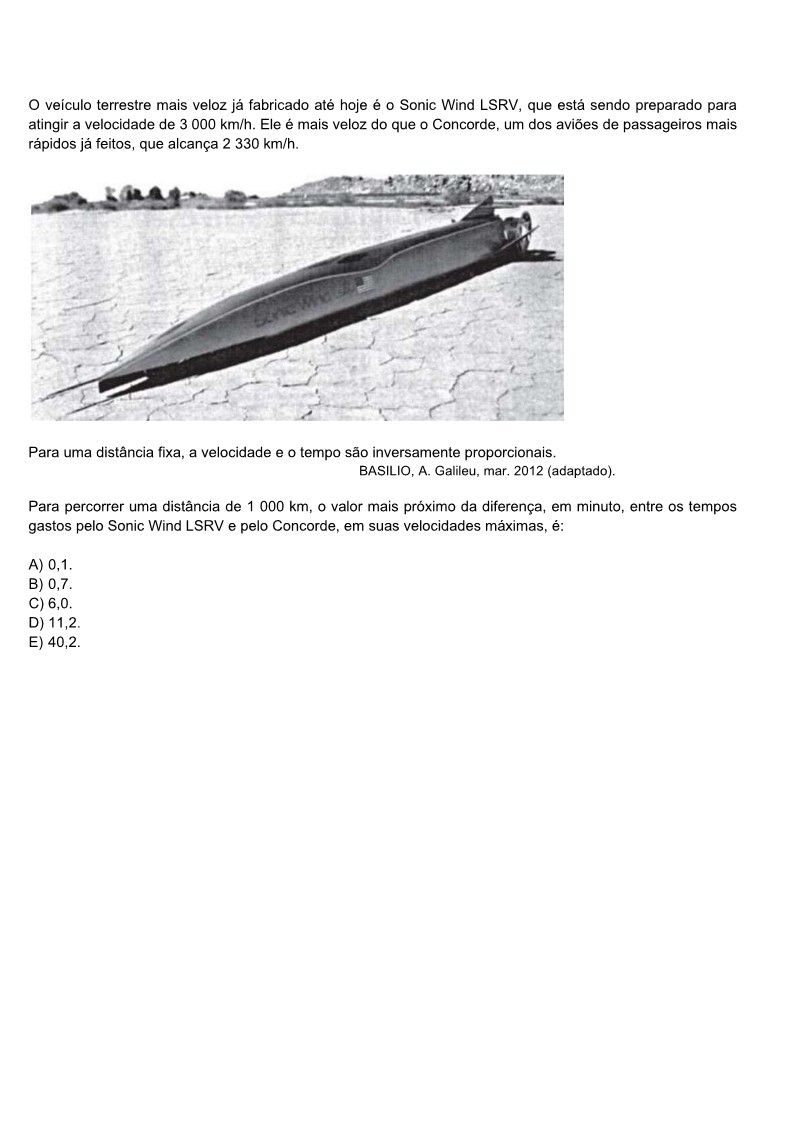 O veículo terrestre mais veloz já fabricado até hoje é o Sonic Wind LSRV, que está sendo preparado para
atingir a velocidade de 3 000 km/h. Ele é mais veloz do que o Concorde, um dos aviões de passageiros mais
rápidos já feitos, que alcança 2 330 km/h.
Sonic Wind
Para uma distância fixa, a velocidade e o tempo são inversamente proporcionais.
BASILIO, A. Galileu, mar. 2012 (adaptado).
Para percorrer uma distância de 1 000 km, o valor mais próximo da diferença, em minuto, entre os tempos
gastos pelo Sonic Wind LSRV e pelo Concorde, em suas velocidades máximas, é:
A) 0,1.
B) 0,7.
C) 6,0.
D) 11,2.
E) 40,2.